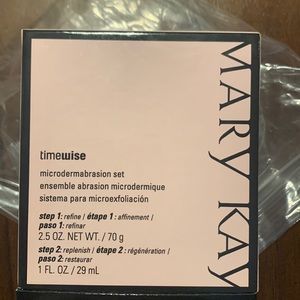 MARY KAY
timewise
microdermabrasion set
ensemble abrasion microdermique
sistema para microexfoliación
step 1: refine / étape 1 : affinement /
paso 1: refinar
2.5 OZ. NET WT. / 70 g
step 2: replenish / étape 2 : régénération /
paso 2: restaurar
1 FL. OZ. / 29 mL